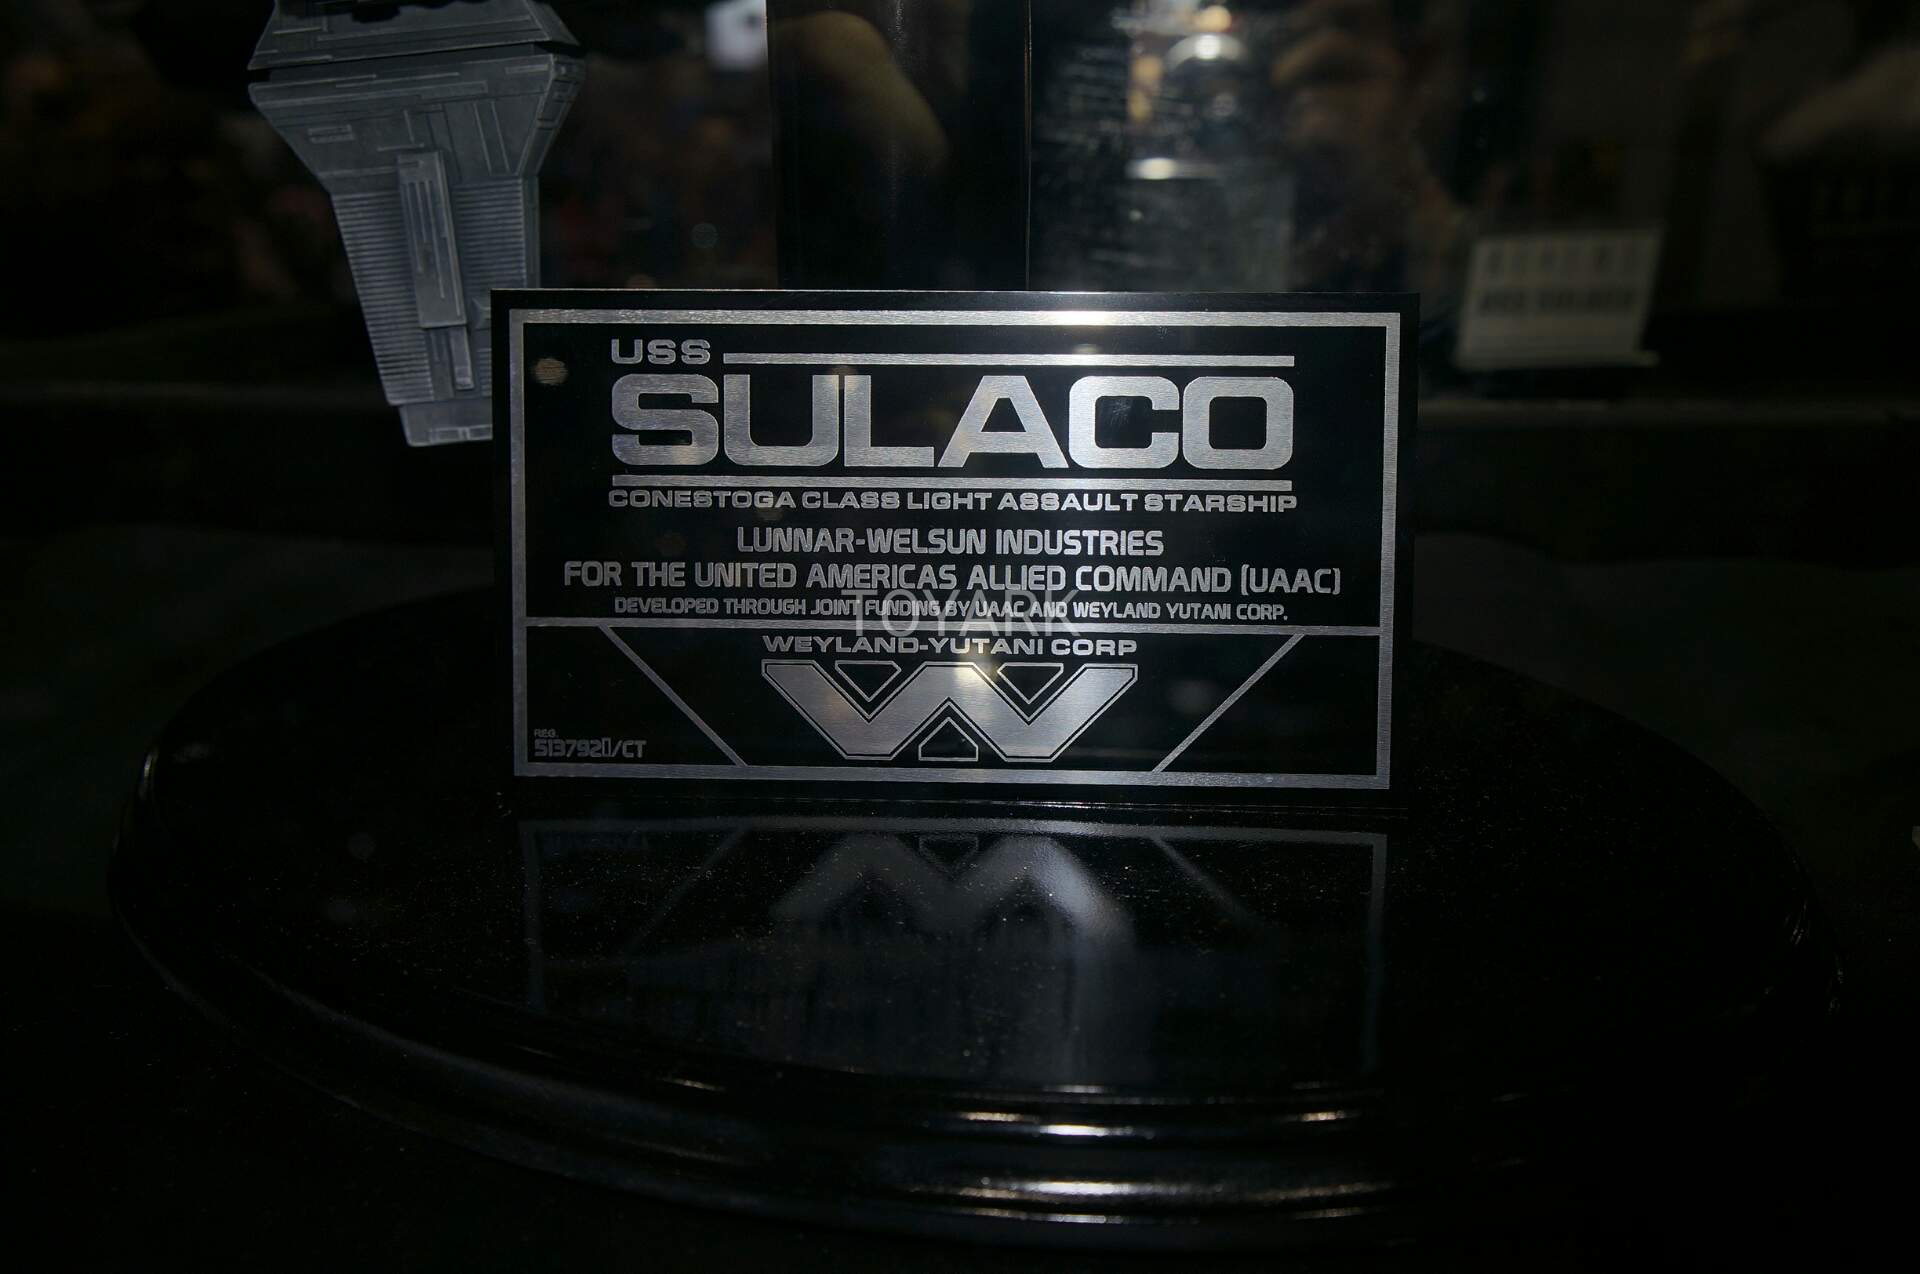 USS
SULACO
CONESTOGA CLASS LIGHT ASSAULT STARSHIP
LUNNAR-WELSUN INDUSTRIES
FOR THE UNITED AMERICAS ALLIED COMMAND (UAAC)
DEVELOPED THROUGH JOINT FUNDING BY UAAC AND WEYLAND YUTANI CORP.
TOYARK
WEYLAND-YUTANI CORP
REG.
5137920/CT